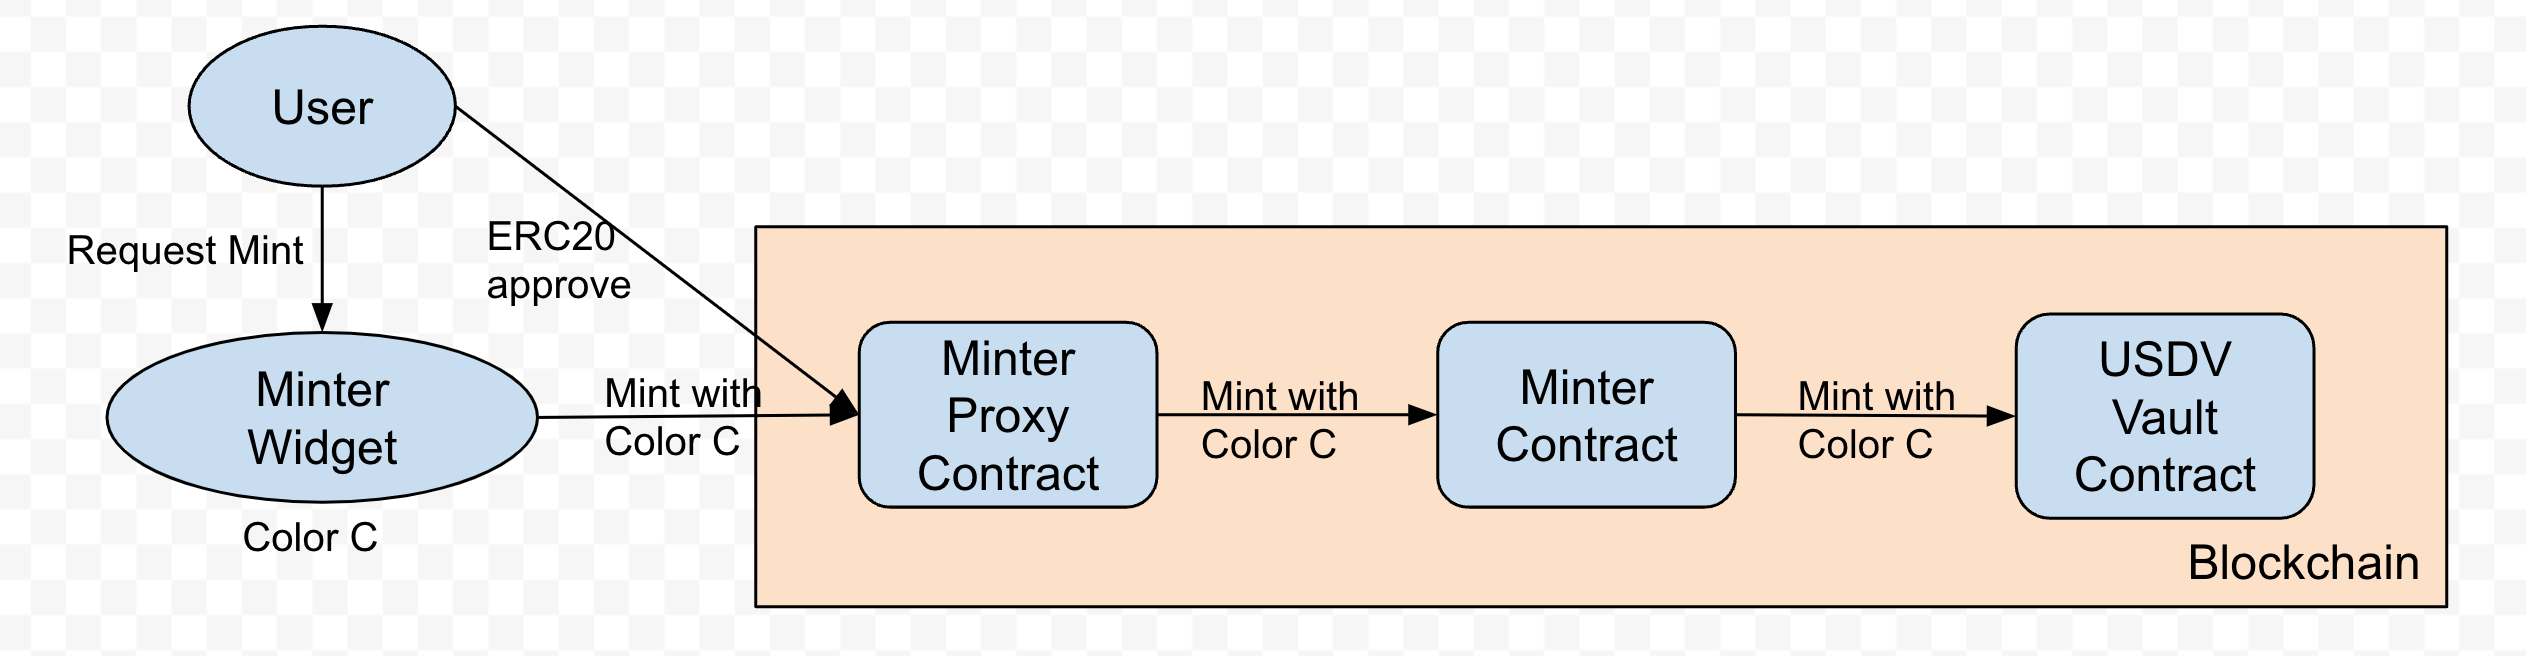 User
Request Mint
ERC20
approve
Minter
Widget
Color C
Mint with
Color C
Minter
Proxy
Contract
Mint with
Color C
Minter
Contract
Mint with
Color C
USDV
Vault
Contract
Blockchain